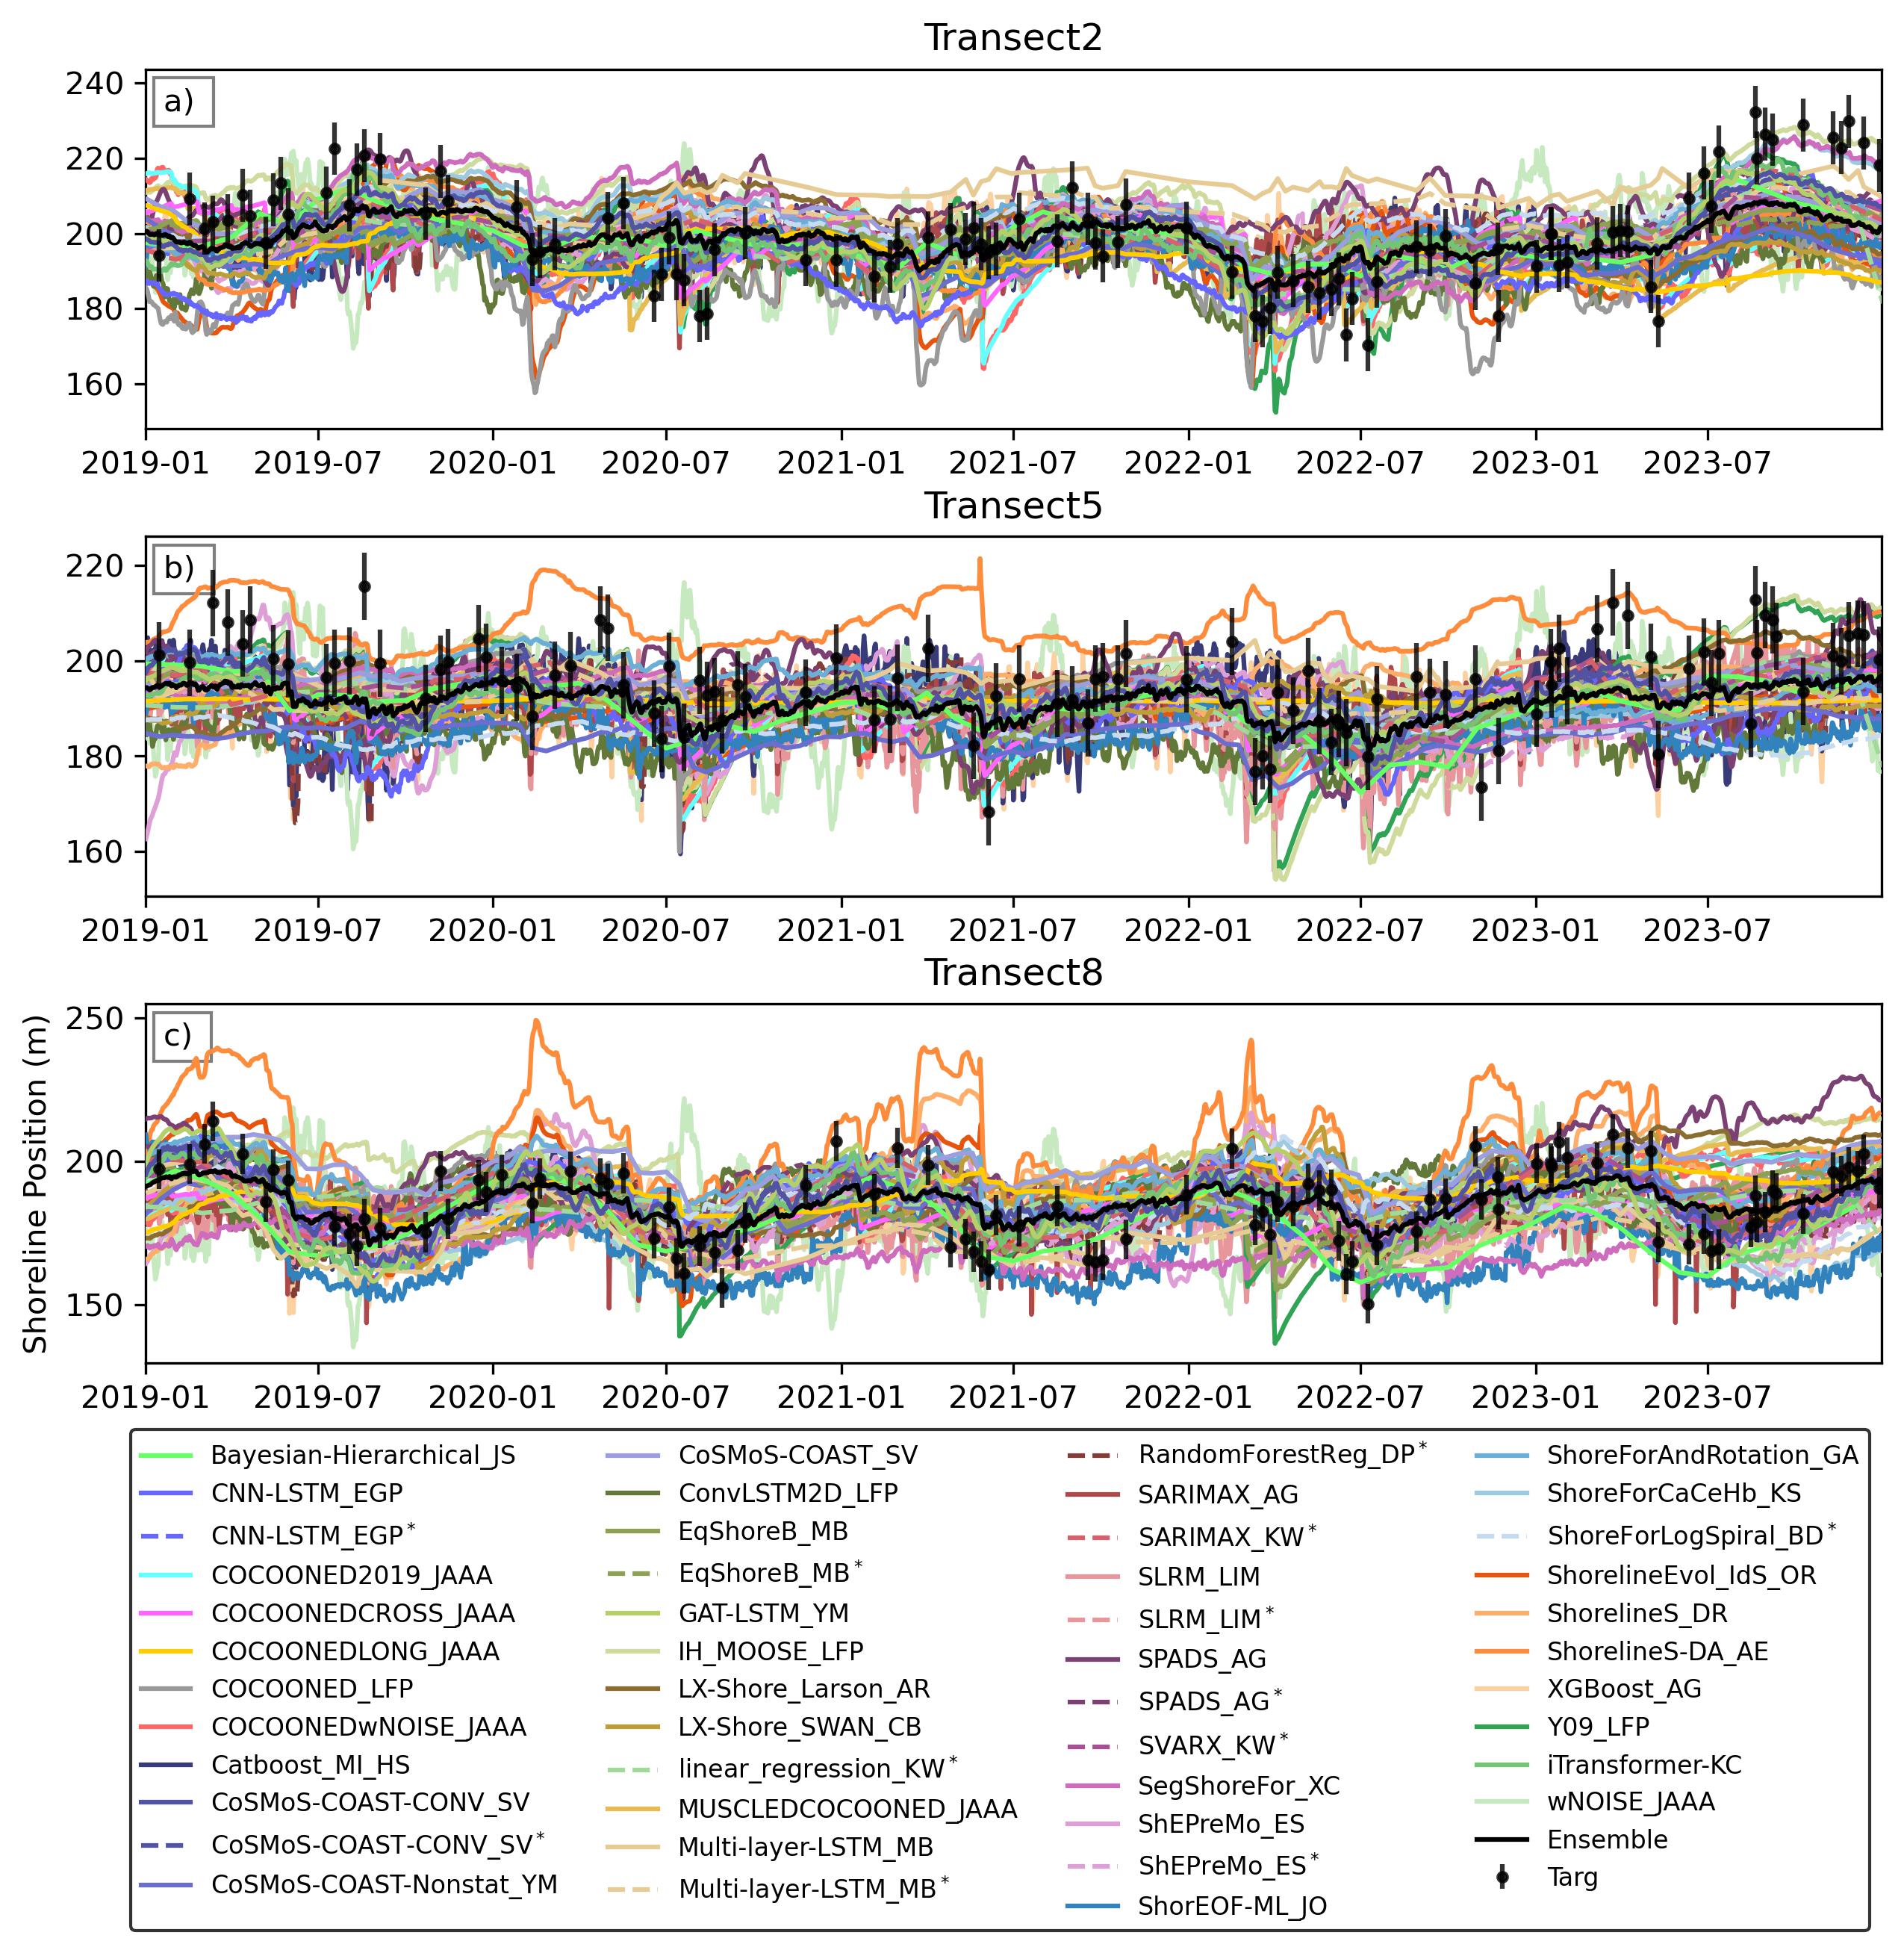 Transect2
a)
240
220
200
180
160
2019-01 2019-07 2020-01 2020-07 2021-01 2021-07 2022-01 2022-07 2023-01 2023-07
Transect5
b)
220
200
180
160
2019-01 2019-07 2020-01 2020-07 2021-01 2021-07 2022-01 2022-07 2023-01 2023-07
Transect8
c)
Shoreline Position (m)
250
200
150
2019-01 2019-07 2020-01 2020-07 2021-01 2021-07 2022-01 2022-07 2023-01 2023-07
Bayesian-Hierarchical_JS
CNN-LSTM_EGP
CNN-LSTM_EGP*
COCOONED2019_JAAA
COCOONEDCROSS_JAAA
COCOONEDLONG_JAAA
COCOONED_LFP
COCOONEDwNOISE_JAAA
Catboost_MI_HS
CoSMoS-COAST-CONV_SV
CoSMoS-COAST-CONV_SV*
CoSMoS-COAST-Nonstat_YM
CoSMoS-COAST_SV
ConvLSTM2D_LFP
EqShoreB_MB
EqShoreB_MB*
GAT-LSTM_YM
IH_MOOSE_LFP
LX-Shore_Larson_AR
LX-Shore_SWAN_CB
linear_regression_KW*
MUSCLEDCOCOONED_JAAA
Multi-layer-LSTM_MB
Multi-layer-LSTM_MB*
RandomForestReg_DP*
SARIMAX_AG
SARIMAX_KW*
SLRM_LIM
SLRM_LIM*
SPADS_AG
SPADS_AG*
SVARX_KW*
SegShoreFor_XC
ShEPreMo_ES
ShEPreMo_ES*
ShorEOF-ML_JO
ShoreForAndRotation_GA
ShoreForCaCeHb_KS
ShoreForLogSpiral_BD*
ShorelineEvol_IdS_OR
ShorelineS_DR
ShorelineS-DA_AE
XGBoost_AG
Y09_LFP
iTransformer-KC
wNOISE_JAAA
Ensemble
Targ